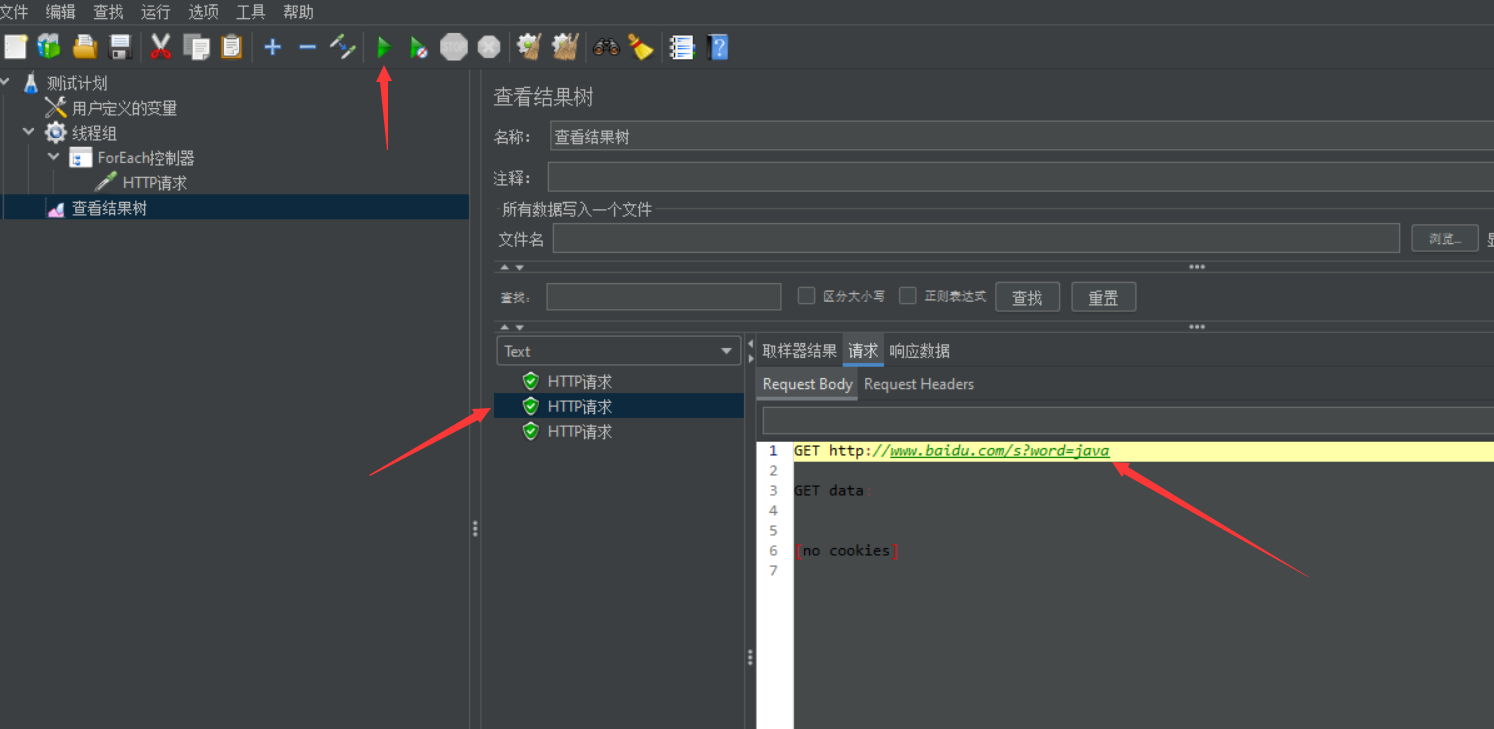 文件 编辑 查找 运行 选项 工具 帮助
STOP
测试计划
用户定义的变量
线程组
ForEach控制器
HTTP请求
查看结果树
查看结果树
名称: 查看结果树
注释:
所有数据写入一个文件
文件名 浏览...
查找: 区分大小写 正则表达式 查找 重置
Text
HTTP请求
HTTP请求
HTTP请求
取样器结果 请求 响应数据
Request Body Request Headers
1 GET http://www.baidu.com/s?word=java
2
3 GET data:
4
5
6 [no cookies]
7